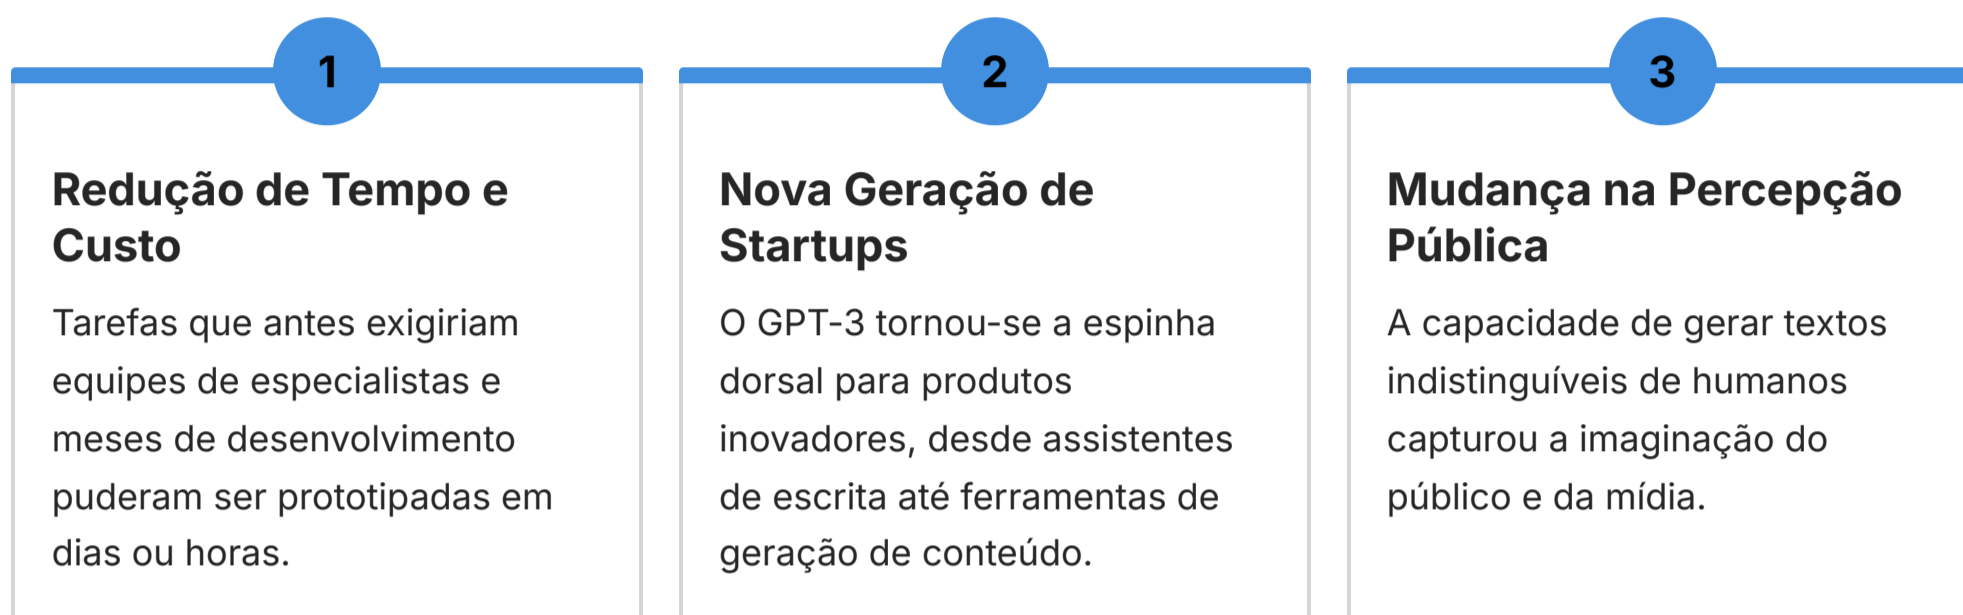 1
Redução de Tempo e
Custo
Tarefas que antes exigiriam
equipes de especialistas e
meses de desenvolvimento
puderam ser prototipadas em
dias ou horas.
2
Nova Geração de
Startups
O GPT-3 tornou-se a espinha
dorsal para produtos
inovadores, desde assistentes
de escrita até ferramentas de
geração de conteúdo.
3
Mudança na Percepção
Pública
A capacidade de gerar textos
indistinguíveis de humanos
capturou a imaginação do
público e da mídia.